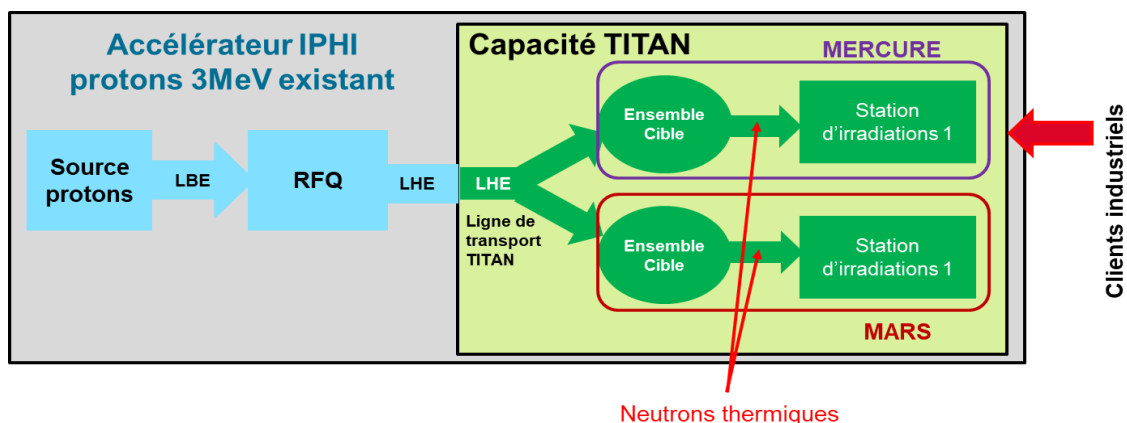 Accélérateur IPHI
protons 3MeV existant
Source
protons
LBE
RFQ
LHE
Capacité TITAN
LHE
Ligne de
transport
TITAN
MERCURE
Ensemble
Cible
Station
d'irradiations 1
Ensemble
Cible
Station
d'irradiations 1
MARS
Neutrons thermiques
Clients industriels